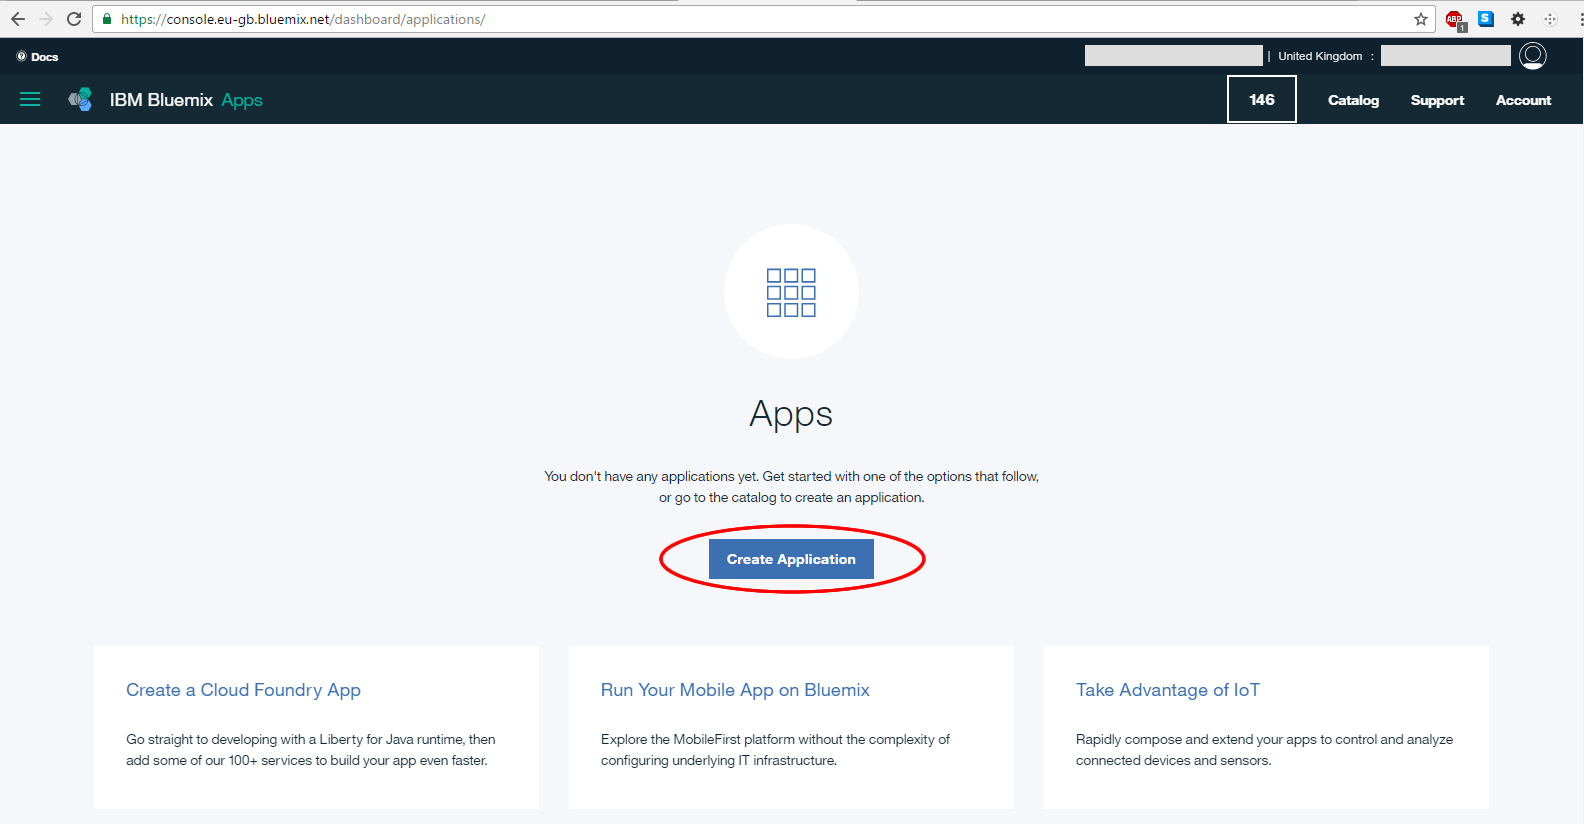 https://console.eu-gb.bluemix.net/dashboard/applications/
ABP
1
S
Docs
| United Kingdom :
IBM Bluemix Apps
146
Catalog
Support
Account
Apps
You don't have any applications yet. Get started with one of the options that follow,
or go to the catalog to create an application.
Create Application
Create a Cloud Foundry App
Go straight to developing with a Liberty for Java runtime, then
add some of our 100+ services to build your app even faster.
Run Your Mobile App on Bluemix
Explore the MobileFirst platform without the complexity of
configuring underlying IT infrastructure.
Take Advantage of IoT
Rapidly compose and extend your apps to control and analyze
connected devices and sensors.